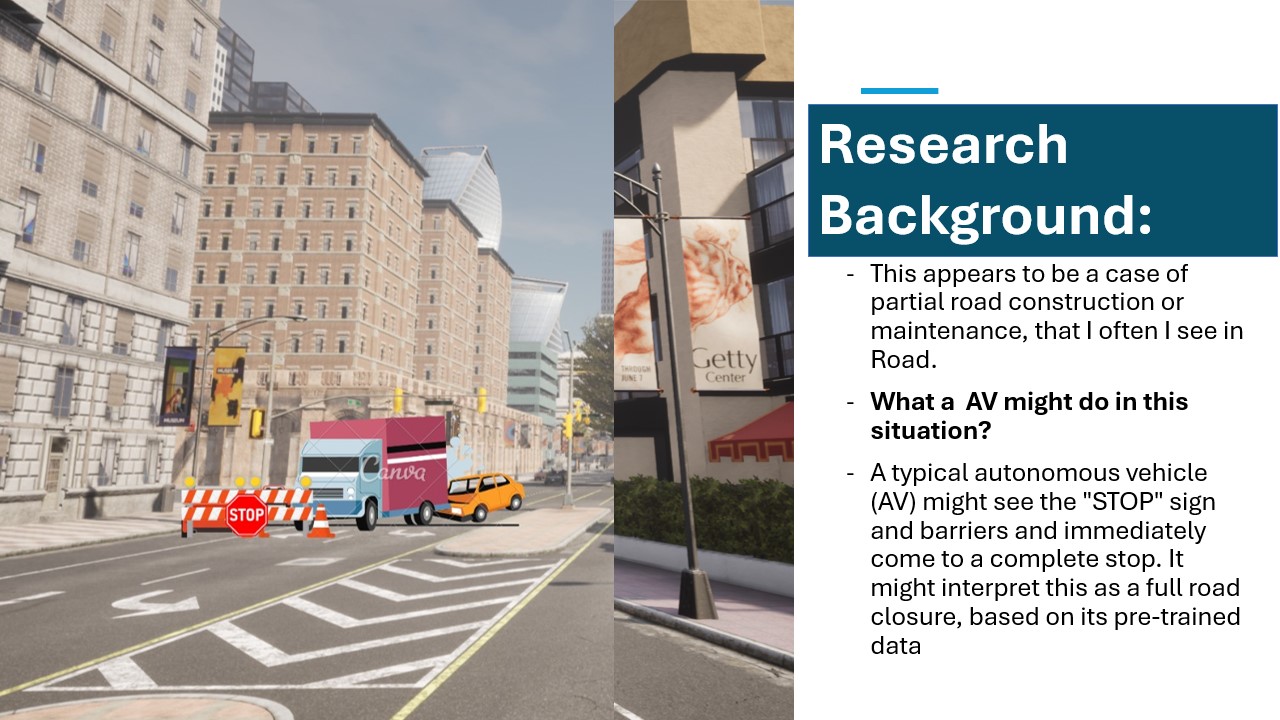 Research
Background:
- This appears to be a case of
partial road construction or
maintenance, that I often I see in
Road.
- What a  AV might do in this
situation?
- A typical autonomous vehicle
(AV) might see the "STOP" sign
and barriers and immediately
come to a complete stop. It
might interpret this as a full road
closure, based on its pre-trained
data
MUSEUM
MUSEUM
Canva
STOP
THROUGH
JUNE 7
Getty
Center